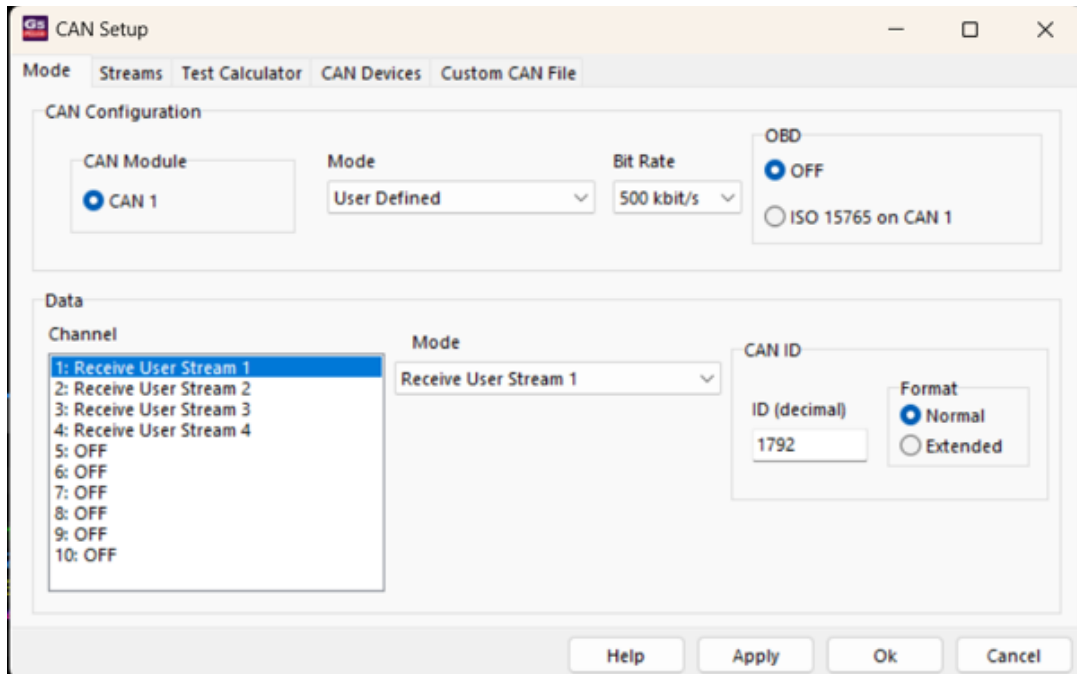 GS CAN Setup
Mode Streams Test Calculator CAN Devices Custom CAN File
CAN Configuration
CAN Module
CAN 1
Mode
User Defined
Bit Rate
500 kbit/s
OBD
OFF
ISO 15765 on CAN 1
Data
Channel
1: Receive User Stream 1
2: Receive User Stream 2
3: Receive User Stream 3
4: Receive User Stream 4
5: OFF
6: OFF
7: OFF
8: OFF
9: OFF
10: OFF
Mode
Receive User Stream 1
CAN ID
ID (decimal)
1792
Format
Normal
Extended
Help Apply Ok Cancel